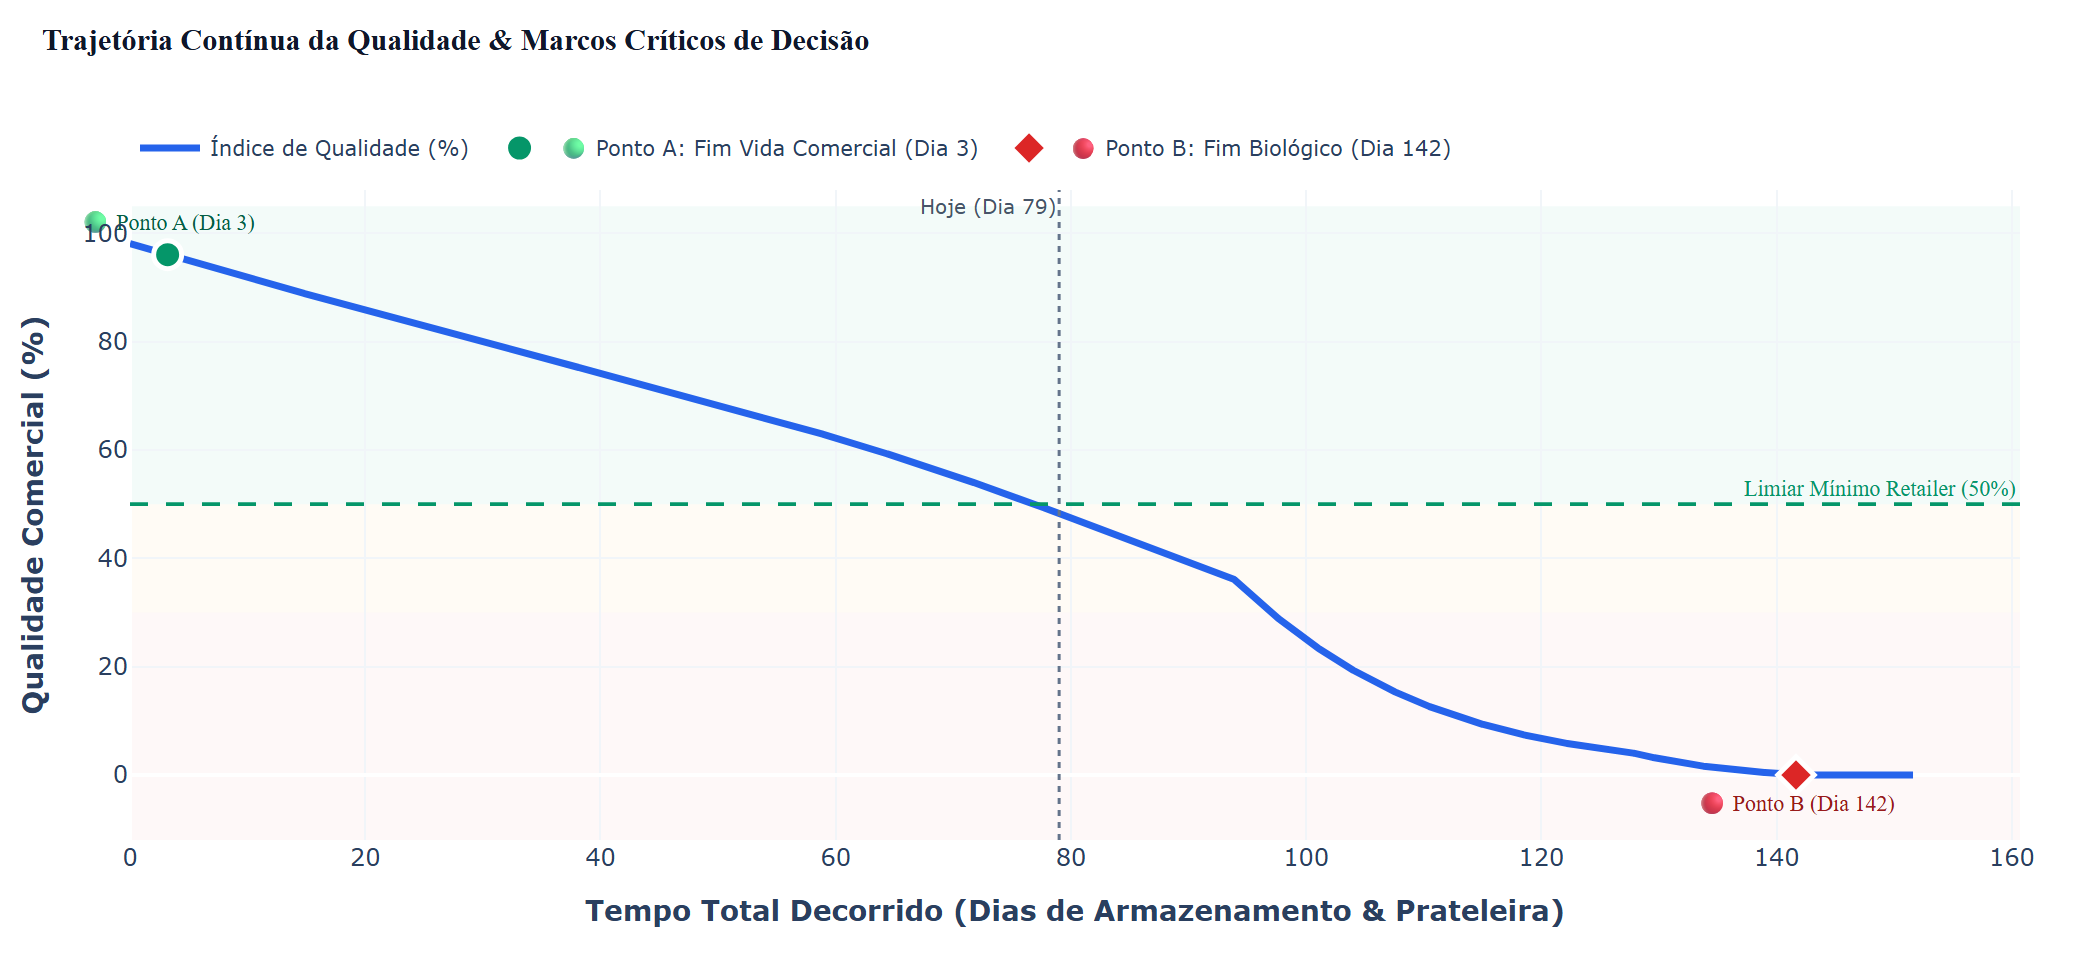 Trajetória Contínua da Qualidade & Marcos Críticos de Decisão
Índice de Qualidade (%)
Ponto A: Fim Vida Comercial (Dia 3)
Ponto B: Fim Biológico (Dia 142)
Hoje (Dia 79)
Ponto A (Dia 3)
100
80
60
40
20
0
Qualidade Comercial (%)
Limiar Mínimo Retailer (50%)
Ponto B (Dia 142)
0 20 40 60 80 100 120 140 160
Tempo Total Decorrido (Dias de Armazenamento & Prateleira)